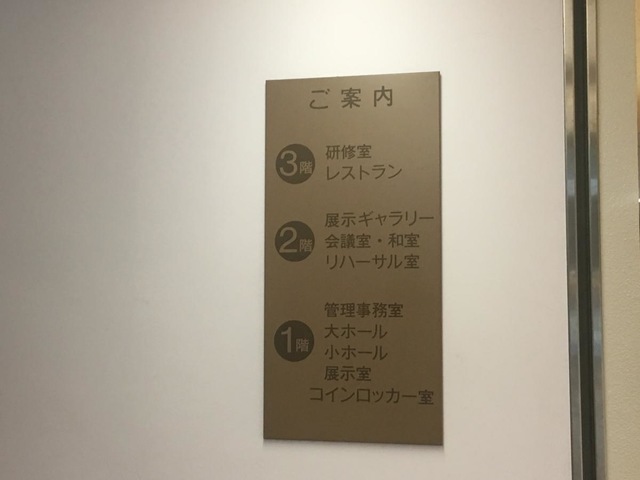 ご案内
3階
研修室
レストラン
2階
展示ギャラリー
会議室・和室
リハーサル室
1階
管理事務室
大ホール
小ホール
展示室
コインロッカー室